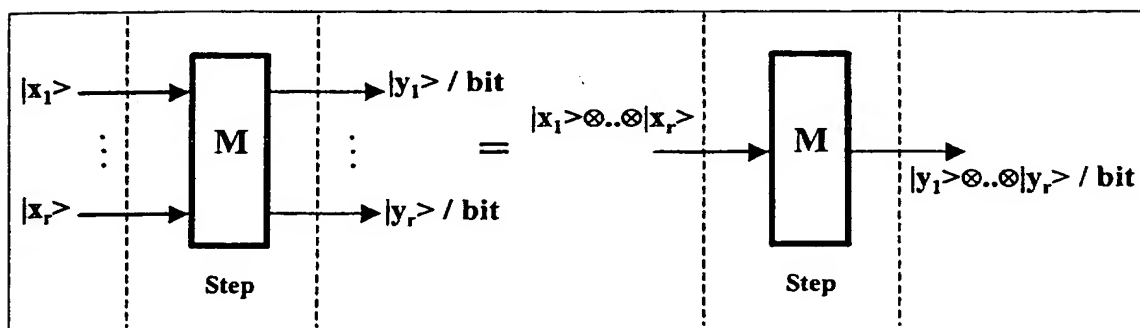 |x₁> M |y₁> / bit
⋮ ⋮ = |x₁>⊗..⊗|xᵣ> M |y₁>⊗..⊗|yᵣ> / bit
|xᵣ> |yᵣ> / bit
Step Step